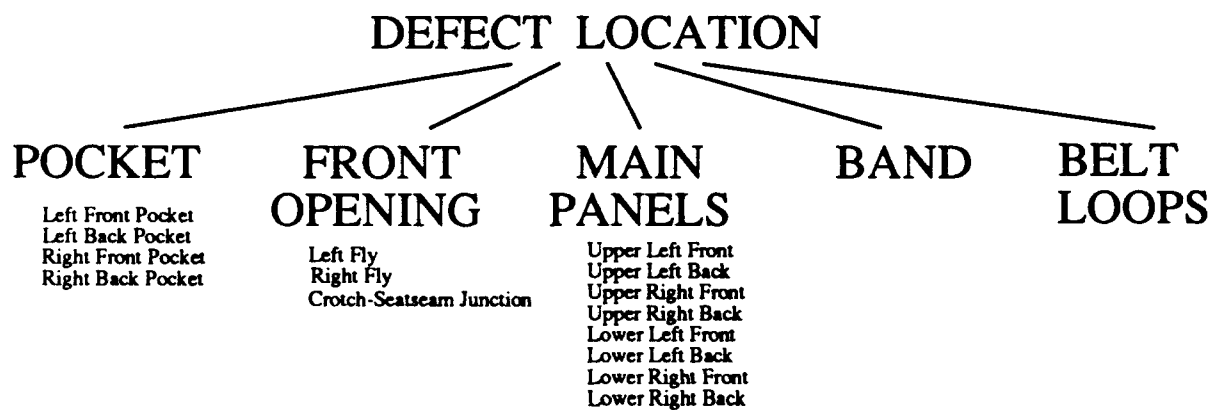 DEFECT LOCATION
POCKET
Left Front Pocket
Left Back Pocket
Right Front Pocket
Right Back Pocket
FRONT
OPENING
Left Fly
Right Fly
Crotch-Seatseam Junction
MAIN
PANELS
Upper Left Front
Upper Left Back
Upper Right Front
Upper Right Back
Lower Left Front
Lower Left Back
Lower Right Front
Lower Right Back
BAND
BELT
LOOPS